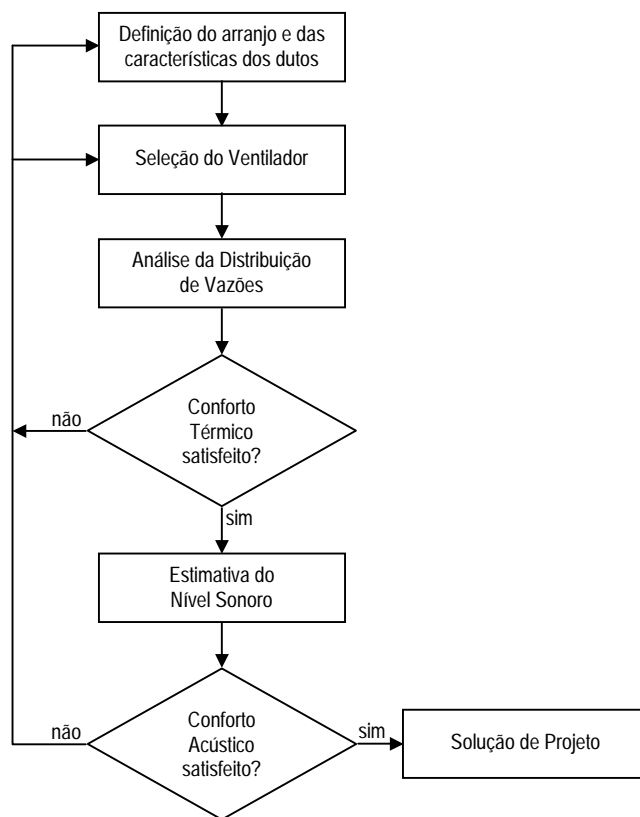 Definição do arranjo e das
características dos dutos
Seleção do Ventilador
Análise da Distribuição
de Vazões
Conforto
Térmico
satisfeito?
não
sim
Estimativa do
Nível Sonoro
Conforto
Acústico
satisfeito?
não
sim
Solução de Projeto